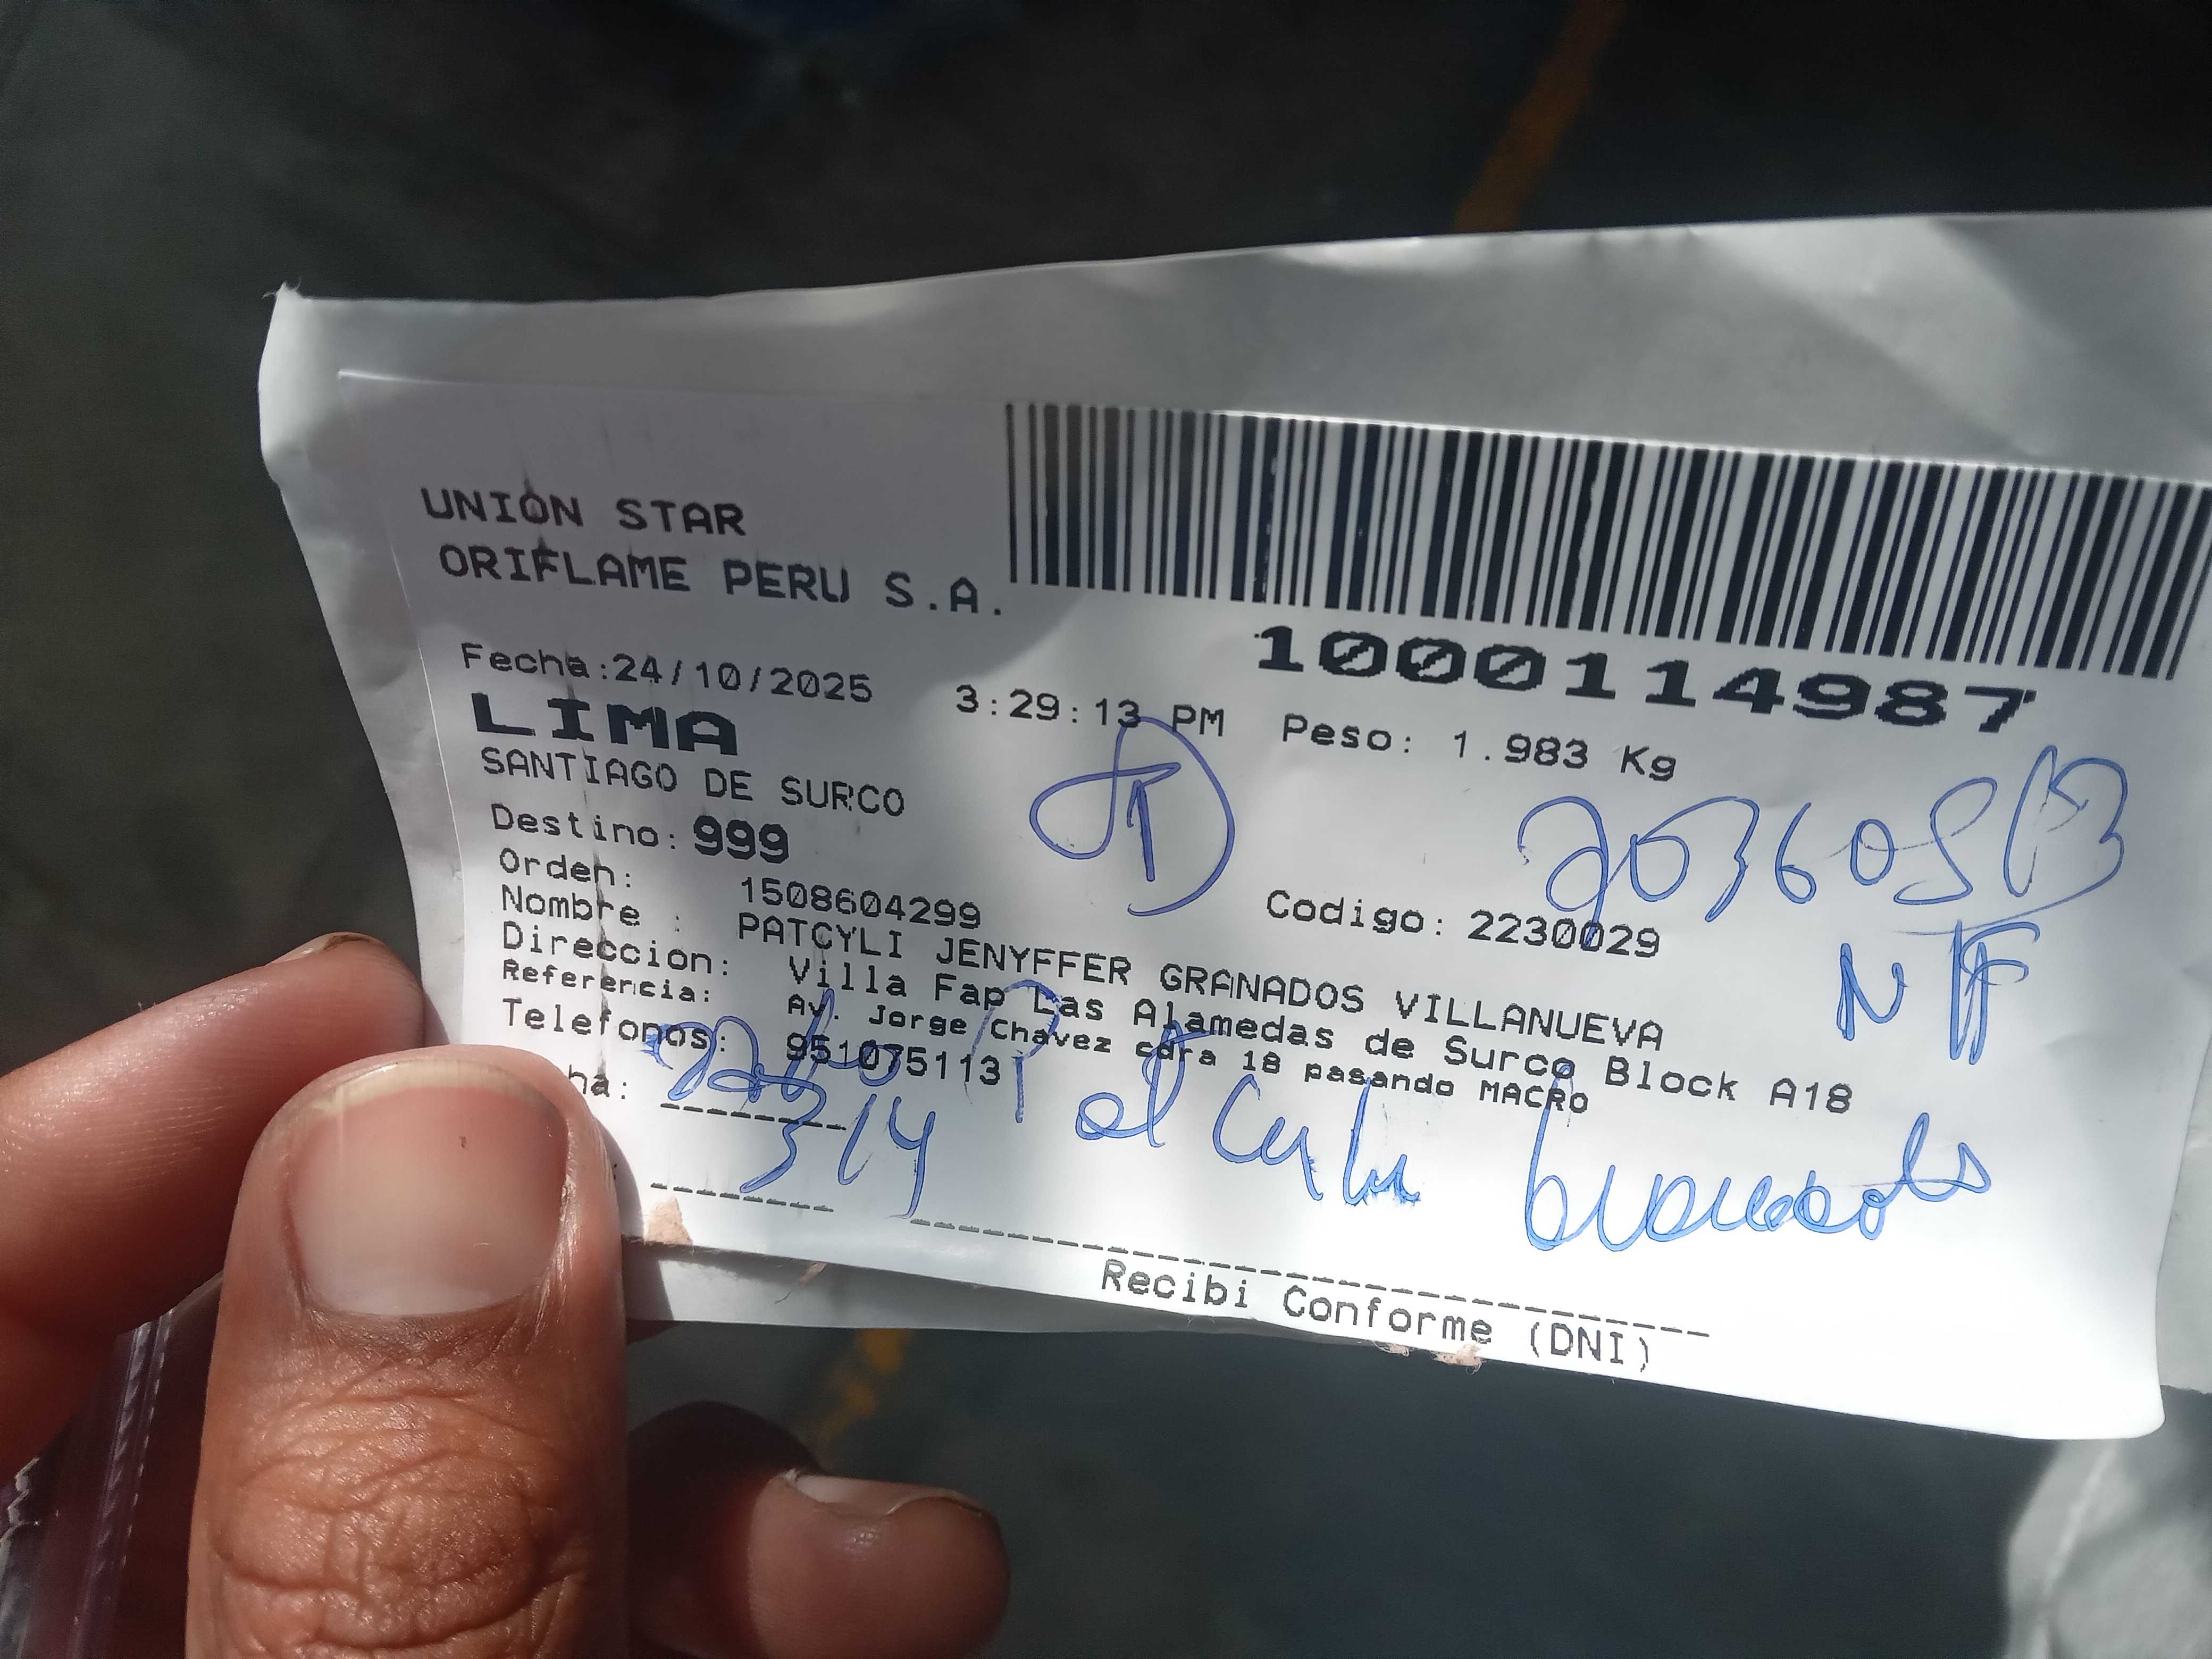 UNION STAR
ORIFLAME PERU S.A.
1000114987
Fecha:24/10/2025 3:29:13 PM Peso: 1.983 Kg
LIMA
SANTIAGO DE SURCO
Destino: 999
Orden: 1508604299 Codigo: 2230029
Nombre : PATCYLI JENYFFER GRANADOS VILLANUEVA
Direccion: Villa Fap Las Alamedas de Surco Block A18
Referencia: Av. Jorge Chavez cdra 18 pasando MACRO
Telefonos: 951075113
ha:
314
Recibi Conforme (DNI)